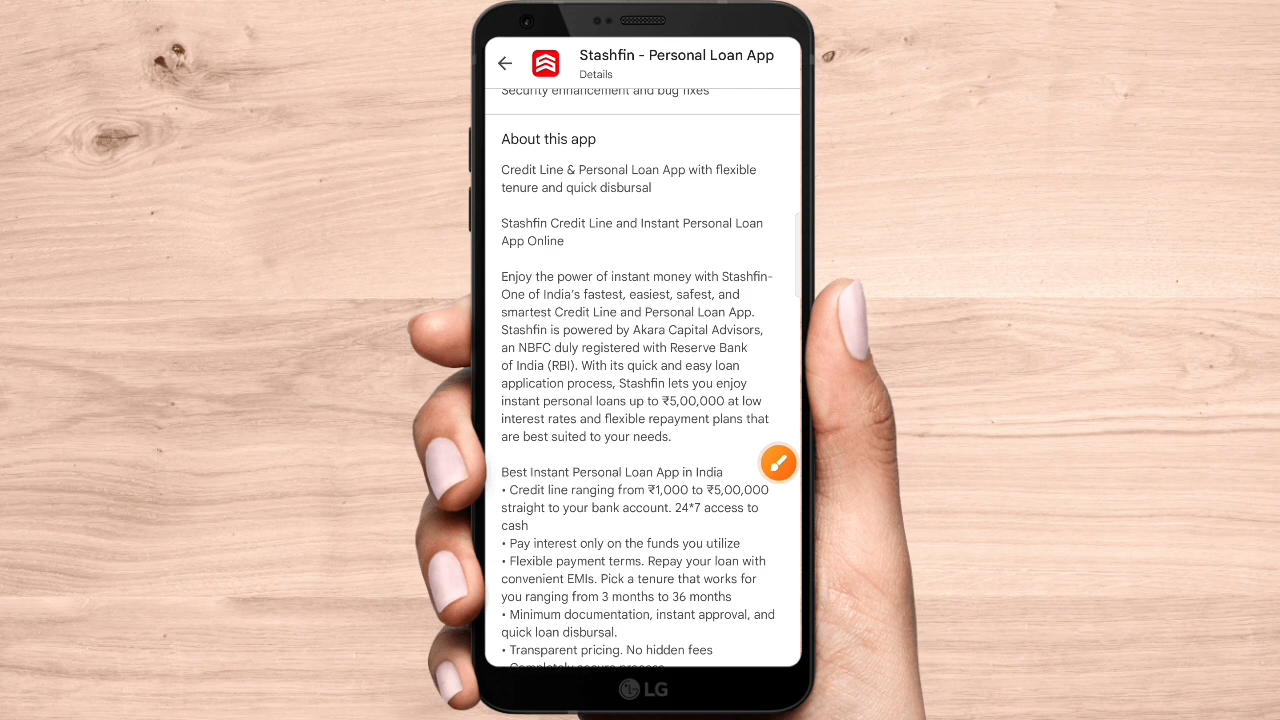 Stashfin - Personal Loan App
Details
Security enhancement and bug fixes
About this app
Credit Line & Personal Loan App with flexible
tenure and quick disbursal
Stashfin Credit Line and Instant Personal Loan
App Online
Enjoy the power of instant money with Stashfin-
One of India's fastest, easiest, safest, and
smartest Credit Line and Personal Loan App.
Stashfin is powered by Akara Capital Advisors,
an NBFC duly registered with Reserve Bank
of India (RBI). With its quick and easy loan
application process, Stashfin lets you enjoy
instant personal loans up to ₹5,00,000 at low
interest rates and flexible repayment plans that
are best suited to your needs.
Best Instant Personal Loan App in India
• Credit line ranging from ₹1,000 to ₹5,00,000
straight to your bank account. 24*7 access to
cash
• Pay interest only on the funds you utilize
• Flexible payment terms. Repay your loan with
convenient EMIs. Pick a tenure that works for
you ranging from 3 months to 36 months
• Minimum documentation, instant approval, and
quick loan disbursal.
• Transparent pricing. No hidden fees
• Completely secure process
LG